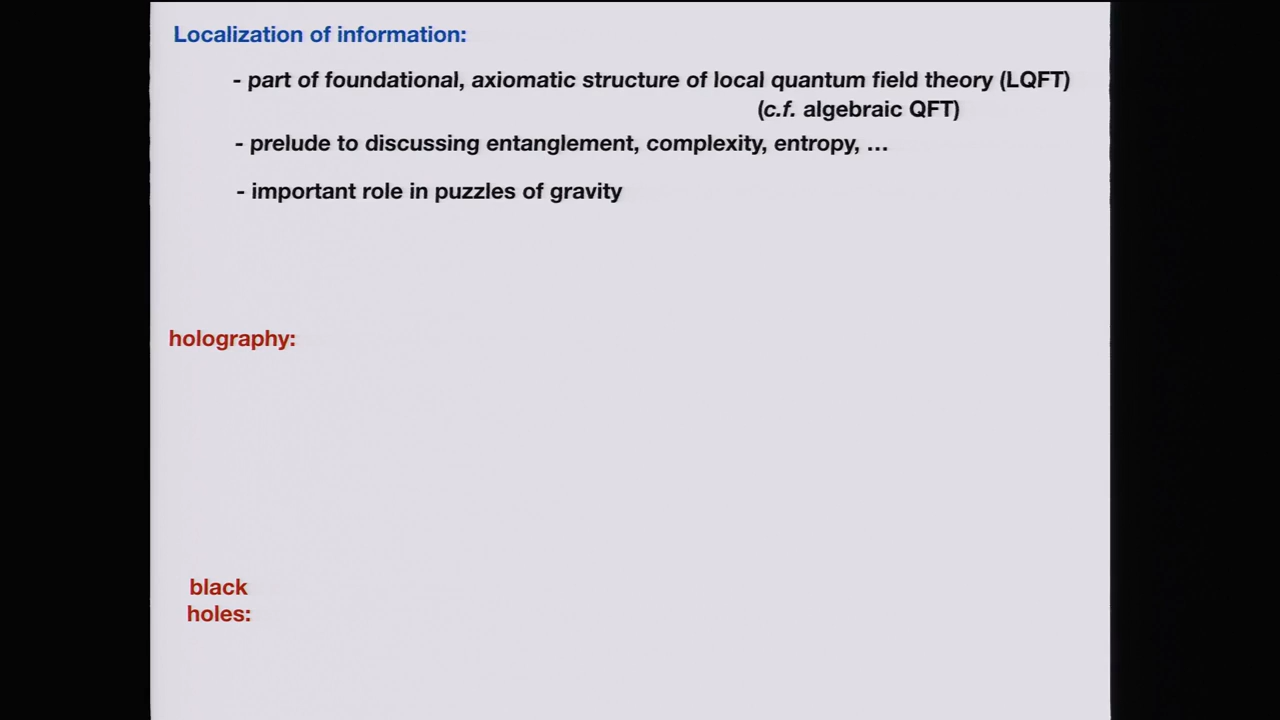 Localization of information:
- part of foundational, axiomatic structure of local quantum field theory (LQFT)
(c.f. algebraic QFT)
- prelude to discussing entanglement, complexity, entropy, …
- important role in puzzles of gravity
holography:
black
holes: